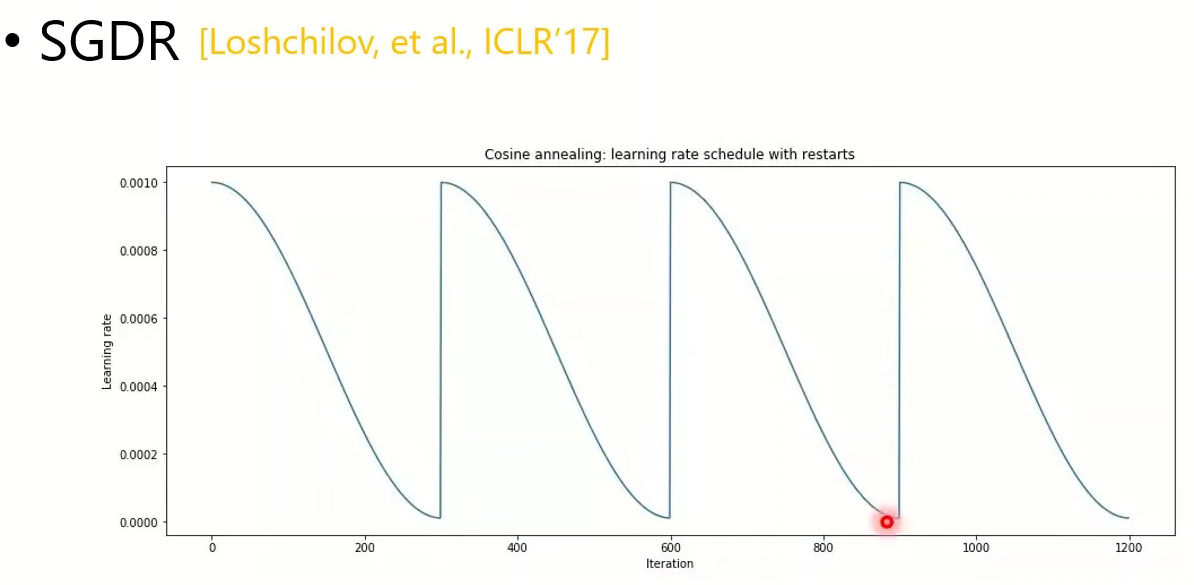 • SGDR [Loshchilov, et al., ICLR’17]
Cosine annealing: learning rate schedule with restarts
0.0010
0.0008
0.0006
0.0004
0.0002
0.0000
Learning rate
0 200 400 600 800 1000 1200
Iteration